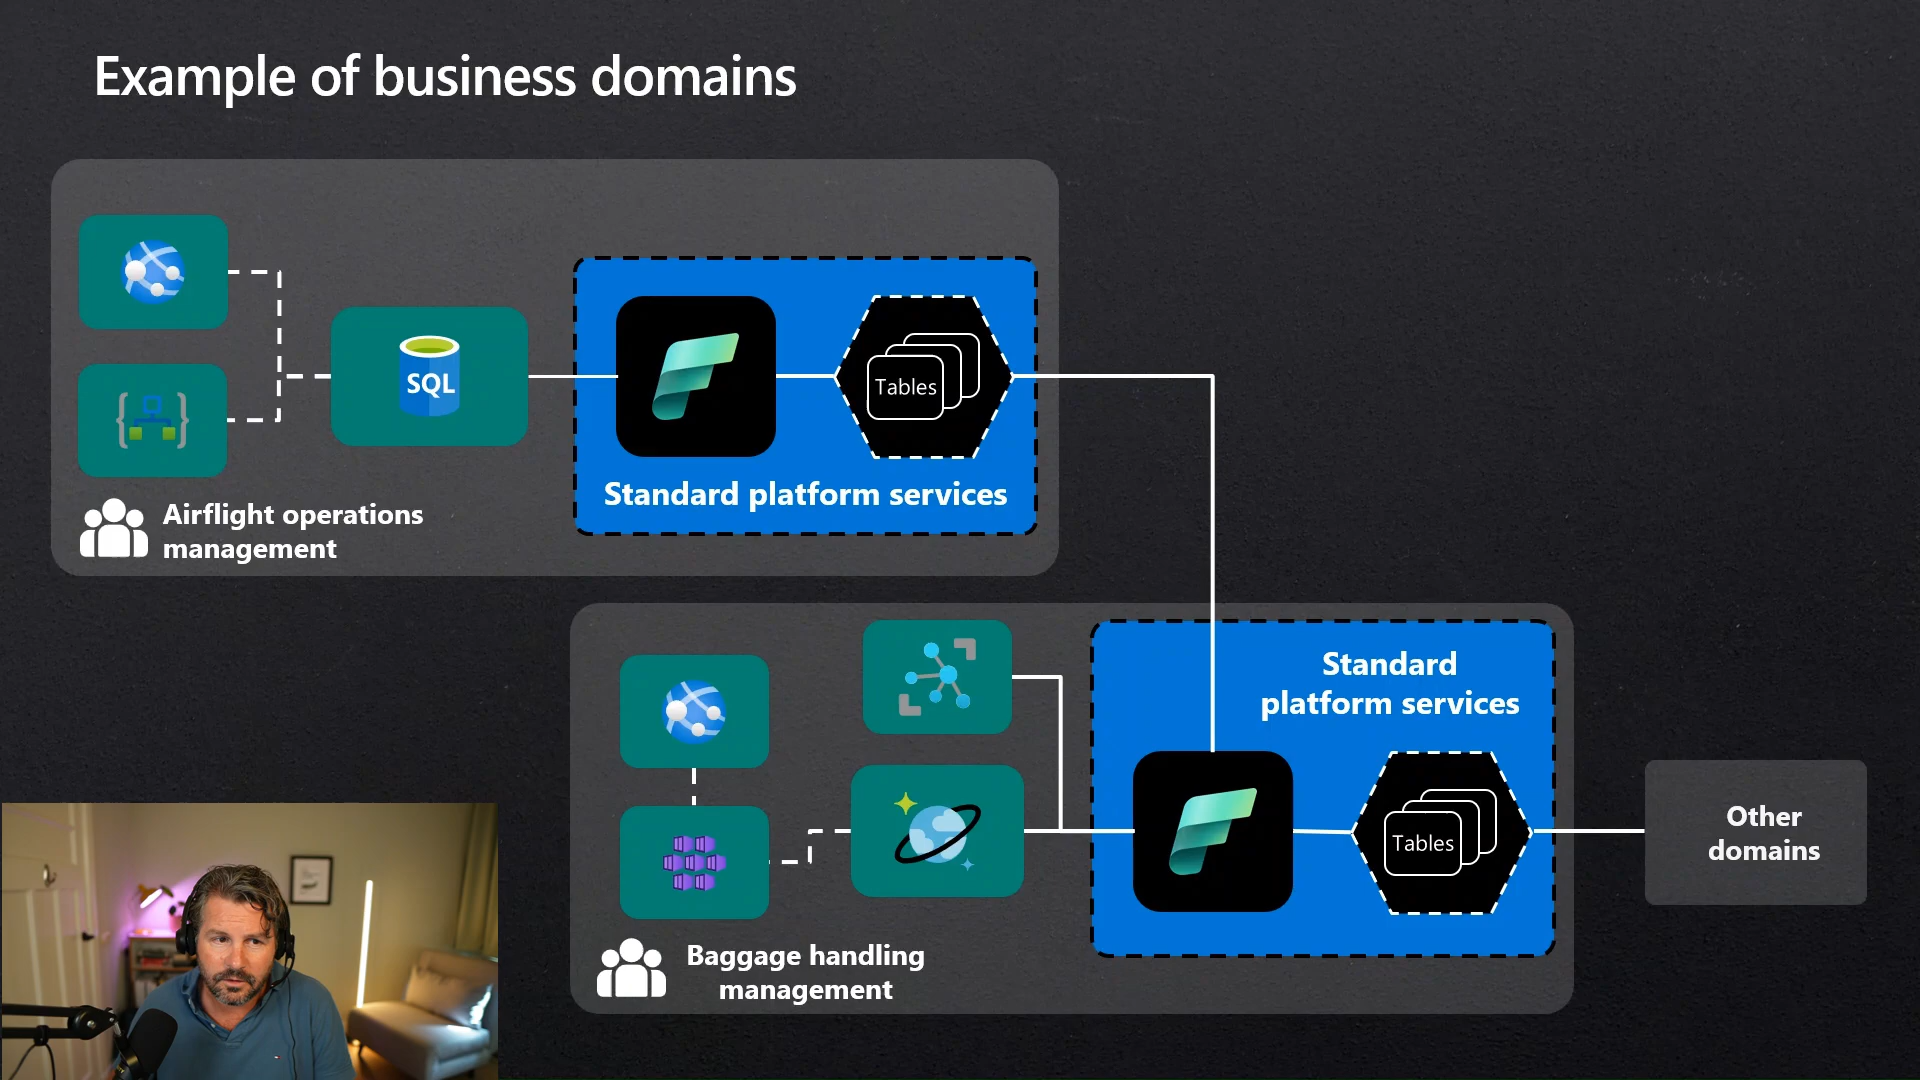 Example of business domains
SQL
Tables
Standard platform services
Airflight operations
management
Standard
platform services
Tables
Other
domains
Baggage handling
management